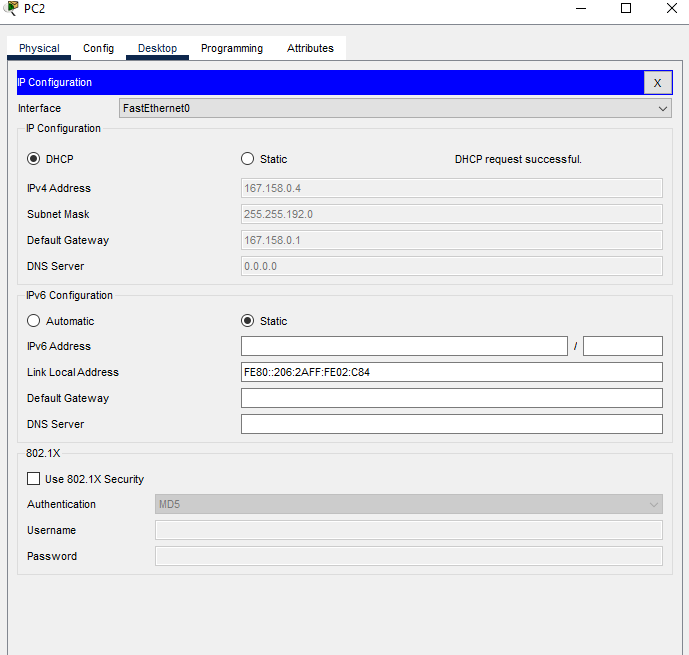 PC2
Physical Config Desktop Programming Attributes
IP Configuration X
Interface FastEthernet0
IP Configuration
DHCP Static DHCP request successful.
IPv4 Address 167.158.0.4
Subnet Mask 255.255.192.0
Default Gateway 167.158.0.1
DNS Server 0.0.0.0
IPv6 Configuration
Automatic Static
IPv6 Address /
Link Local Address FE80::206:2AFF:FE02:C84
Default Gateway
DNS Server
802.1X
Use 802.1X Security
Authentication MD5
Username
Password